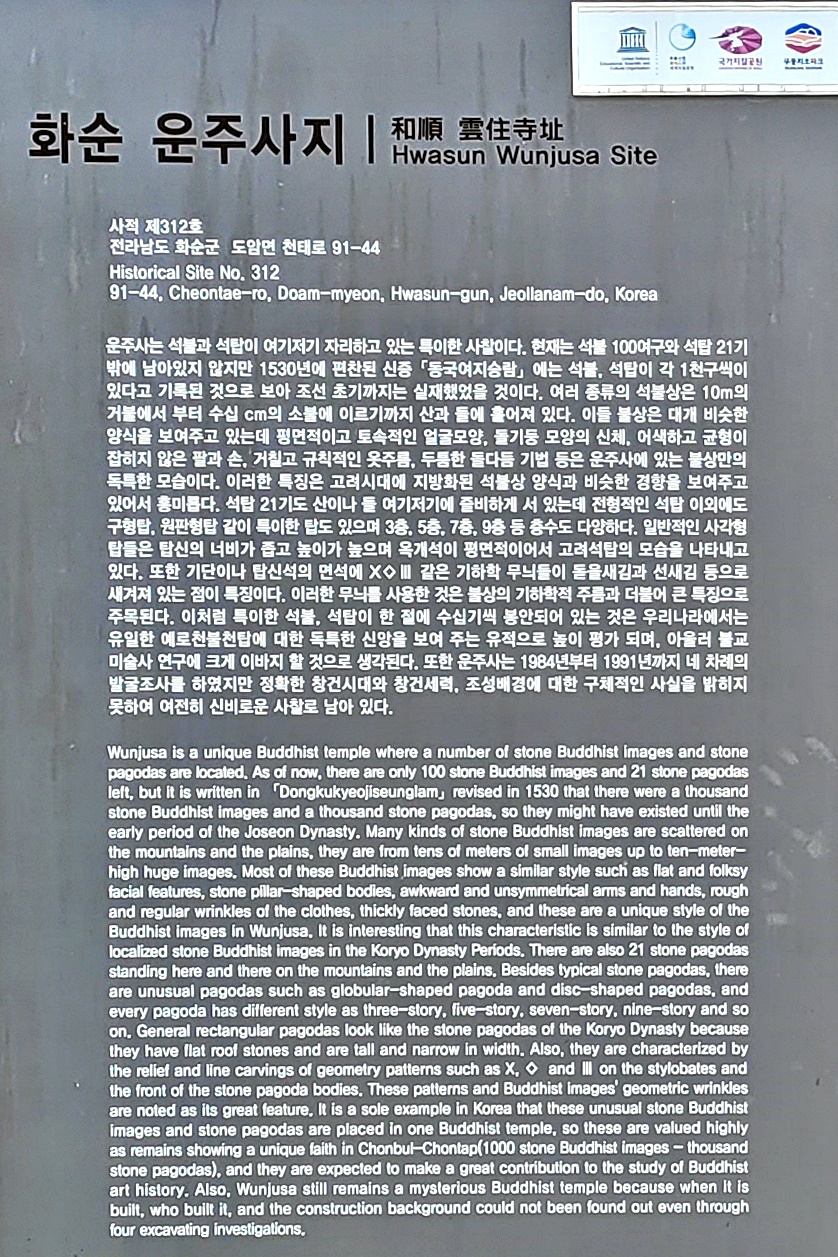 국가지질공원
무등지오파크
화순 운주사지
和順 雲住寺址
Hwasun Wunjusa Site
사적 제312호
전라남도 화순군 도암면 천태로 91-44
Historical Site No. 312
91-44, Cheontae-ro, Doam-myeon, Hwasun-gun, Jeollanam-do, Korea
운주사는 석불과 석탑이 여기저기 자리하고 있는 특이한 사찰이다. 현재는 석불 100여구와 석탑 21기
밖에 남아있지 않지만 1530년에 편찬된 신증 「동국여지승람」에는 석불, 석탑이 각 1천구씩이
있다고 기록된 것으로 보아 조선 초기까지는 실재했었을 것이다. 여러 종류의 석불상은 10m의
거불에서 부터 수십 cm의 소불에 이르기까지 산과 들에 흩어져 있다. 이들 불상은 대개 비슷한
양식을 보여주고 있는데 평면적이고 토속적인 얼굴모양, 돌기둥 모양의 신체, 어색하고 균형이
잡히지 않은 팔과 손, 거칠고 규칙적인 옷주름, 두툼한 돌다듬 기법 등은 운주사에 있는 불상만의
독특한 모습이다. 이러한 특징은 고려시대에 지방화된 석불상 양식과 비슷한 경향을 보여주고
있어서 흥미롭다. 석탑 21기도 산이나 들 여기저기에 즐비하게 서 있는데 전형적인 석탑 이외에도
구형탑, 원판형탑 같이 특이한 탑도 있으며 3층, 5층, 7층, 9층 등 층수도 다양하다. 일반적인 사각형
탑들은 탑신의 너비가 좁고 높이가 높으며 옥개석이 평면적이어서 고려석탑의 모습을 나타내고
있다. 또한 기단이나 탑신석의 면석에 X◇Ⅲ 같은 기하학 무늬들이 돋을새김과 선새김 등으로
새겨져 있는 점이 특징이다. 이러한 무늬를 사용한 것은 불상의 기하학적 주름과 더불어 큰 특징으로
주목된다. 이처럼 특이한 석불, 석탑이 한 절에 수십기씩 봉안되어 있는 것은 우리나라에서는
유일한 예로천불천탑에 대한 독특한 신앙을 보여 주는 유적으로 높이 평가 되며, 아울러 불교
미술사 연구에 크게 이바지 할 것으로 생각된다. 또한 운주사는 1984년부터 1991년까지 네 차례의
발굴조사를 하였지만 정확한 창건시대와 창건세력, 조성배경에 대한 구체적인 사실을 밝히지
못하여 여전히 신비로운 사찰로 남아 있다.
Wunjusa is a unique Buddhist temple where a number of stone Buddhist images and stone
pagodas are located. As of now, there are only 100 stone Buddhist images and 21 stone pagodas
left, but it is written in 「Dongkukyeojiseunglam」 revised in 1530 that there were a thousand
stone Buddhist images and a thousand stone pagodas, so they might have existed until the
early period of the Joseon Dynasty. Many kinds of stone Buddhist images are scattered on
the mountains and the plains, they are from tens of meters of small images up to ten-meter-
high huge images. Most of these Buddhist images show a similar style such as flat and folksy
facial features, stone pillar-shaped bodies, awkward and unsymmetrical arms and hands, rough
and regular wrinkles of the clothes, thickly faced stones, and these are a unique style of the
Buddhist images in Wunjusa. It is interesting that this characteristic is similar to the style of
localized stone Buddhist images in the Koryo Dynasty Periods. There are also 21 stone pagodas
standing here and there on the mountains and the plains. Besides typical stone pagodas, there
are unusual pagodas such as globular-shaped pagoda and disc-shaped pagodas, and
every pagoda has different style as three-story, five-story, seven-story, nine-story and so
on. General rectangular pagodas look like the stone pagodas of the Koryo Dynasty because
they have flat roof stones and are tall and narrow in width. Also, they are characterized by
the relief and line carvings of geometry patterns such as X, ◇ and Ⅲ on the stylobates and
the front of the stone pagoda bodies. These patterns and Buddhist images' geometric wrinkles
are noted as its great feature. It is a sole example in Korea that these unusual stone Buddhist
images and stone pagodas are placed in one Buddhist temple, so these are valued highly
as remains showing a unique faith in Chonbul-Chontap(1000 stone Buddhist images - thousand
stone pagodas), and they are expected to make a great contribution to the study of Buddhist
art history. Also, Wunjusa still remains a mysterious Buddhist temple because when it is
built, who built it, and the construction background could not been found out even through
four excavating investigations.